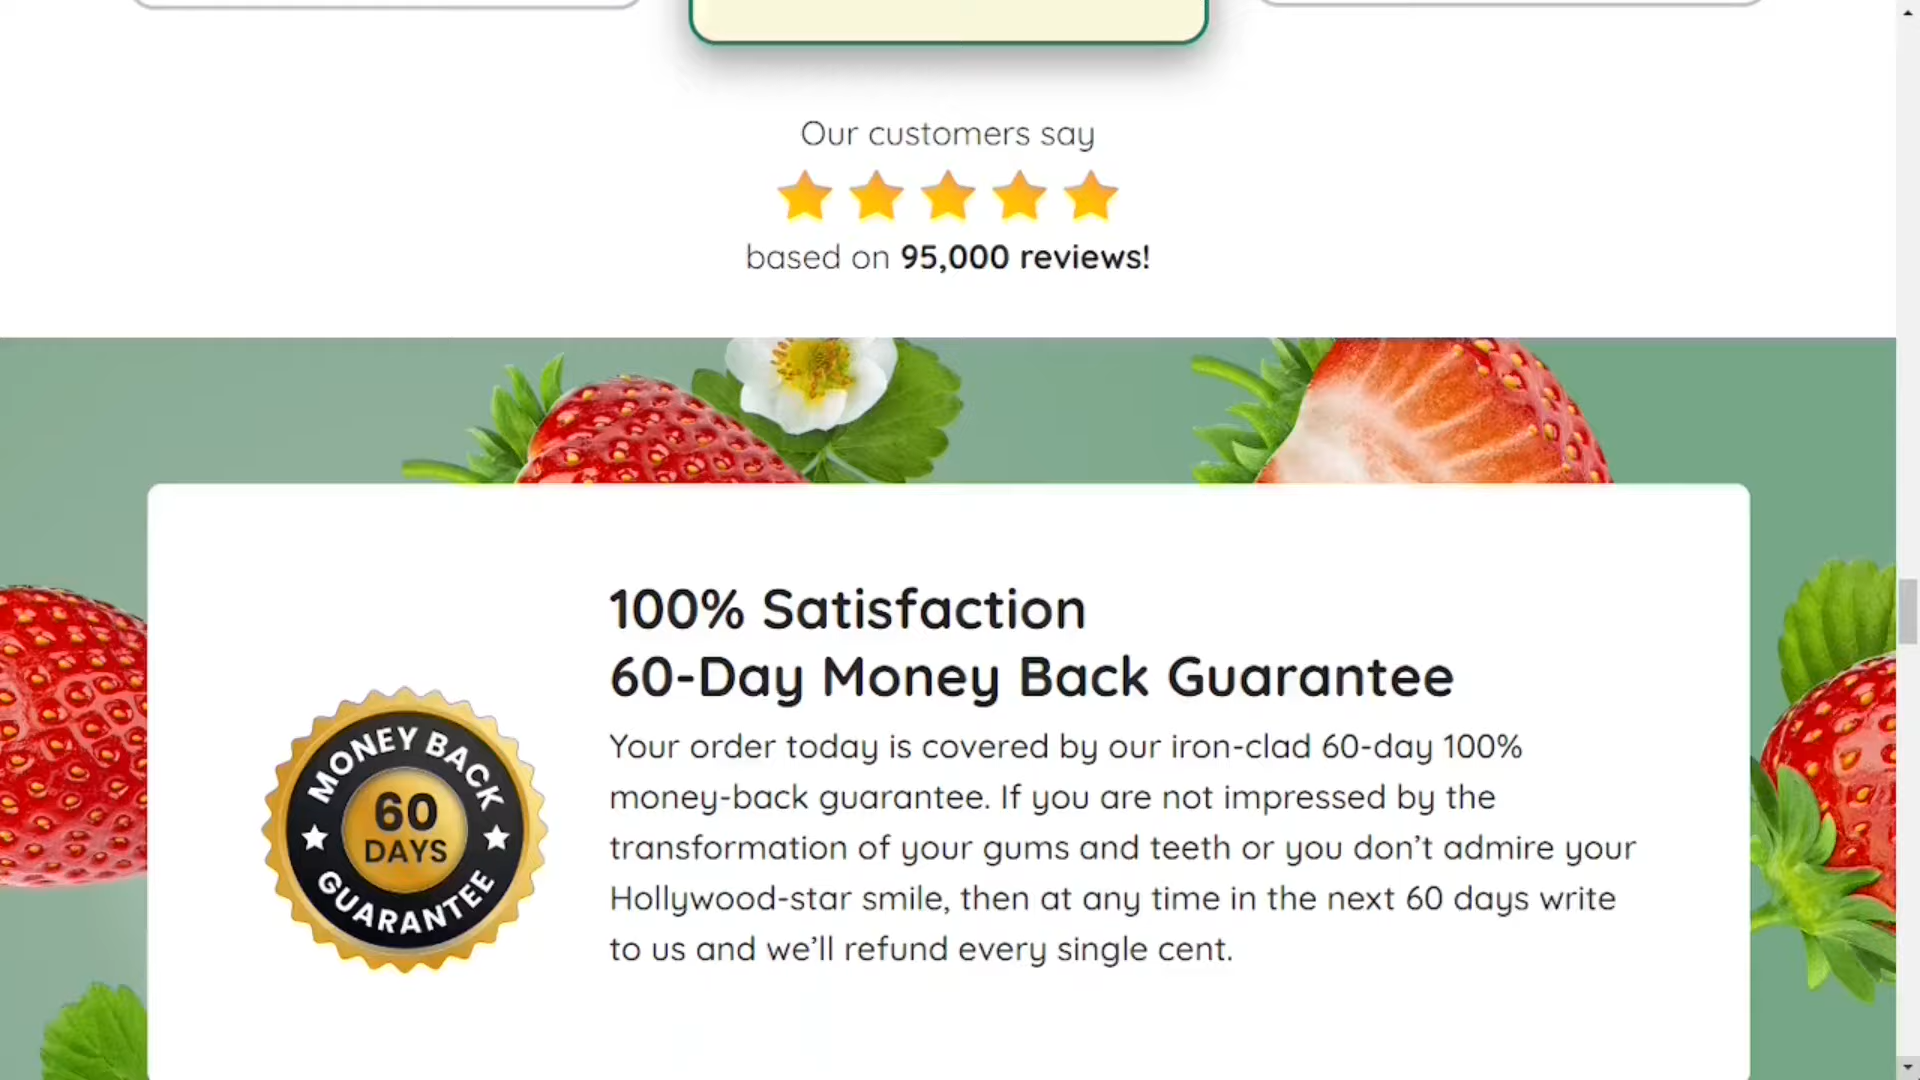 Our customers say
based on 95,000 reviews!
100% Satisfaction
60-Day Money Back Guarantee
Your order today is covered by our iron-clad 60-day 100%
money-back guarantee. If you are not impressed by the
transformation of your gums and teeth or you don’t admire your
Hollywood-star smile, then at any time in the next 60 days write
to us and we’ll refund every single cent.
MONEY BACK
60
DAYS
GUARANTEE